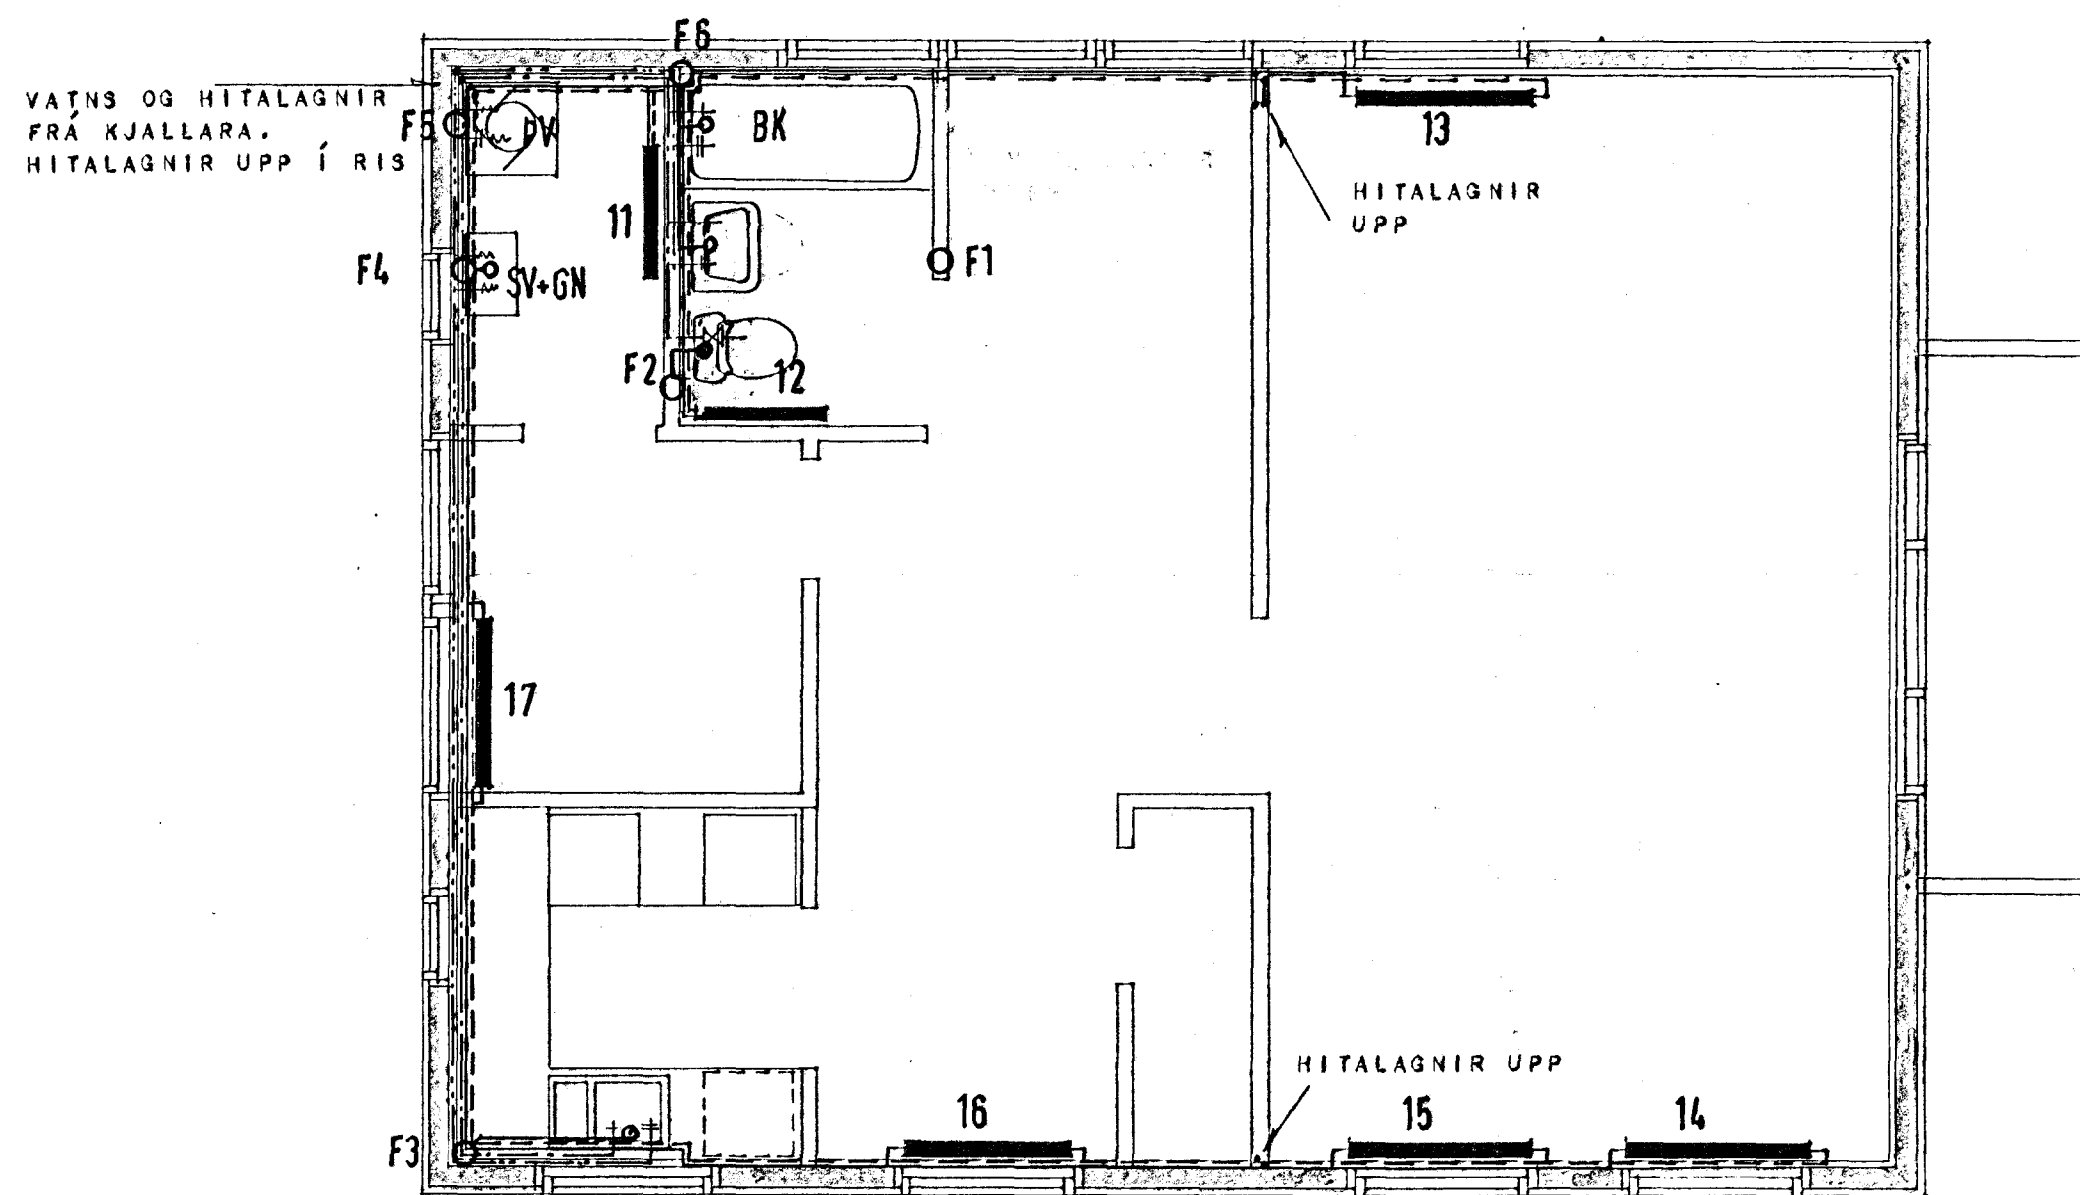 F6
VATNS OG HITALAGNIR
FRÁ KJALLARA.
HITALAGNIR UPP Í RIS
F5
ÞV
BK
13
HITALAGNIR
UPP
11
F1
F4
SV+GN
F2
12
17
HITALAGNIR UPP
16
15
14
F3